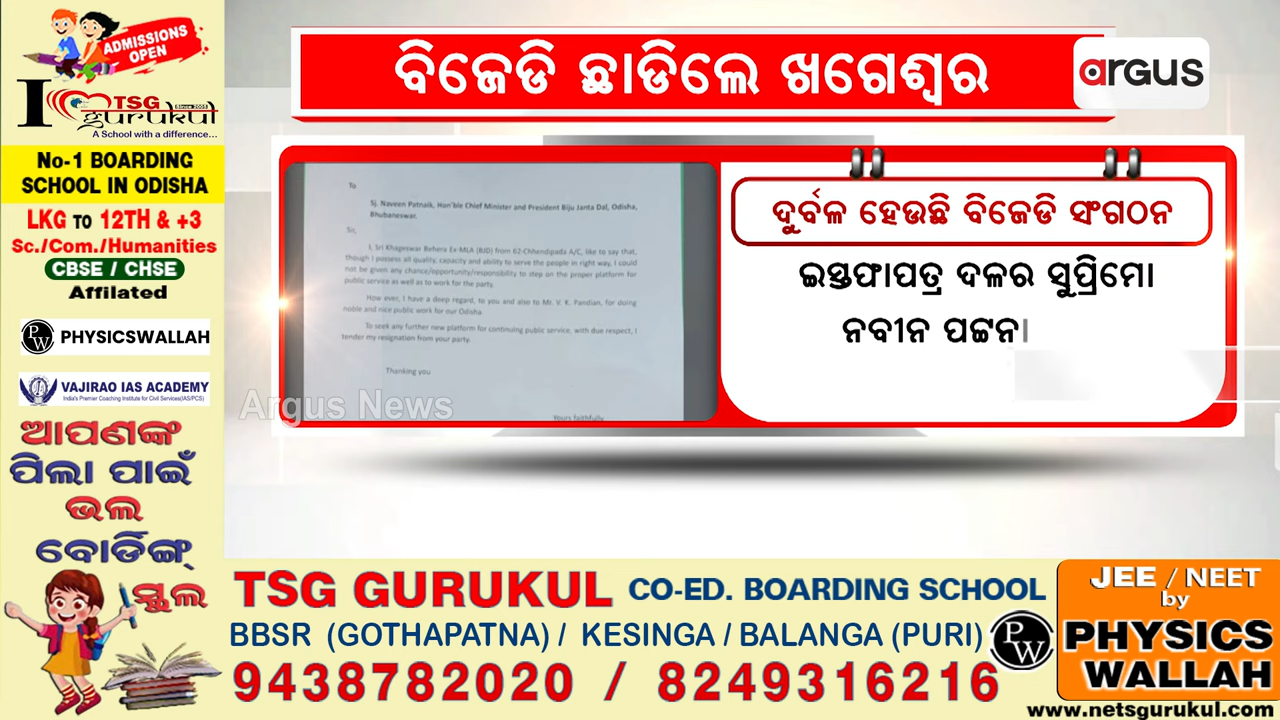 ADMISSIONS
OPEN
I
TSG
Since 2005
gurukul
A School with a difference...
No-1 BOARDING
SCHOOL IN ODISHA
LKG TO 12TH & +3
Sc./Com./Humanities
CBSE / CHSE
Affilated
PW PHYSICSWALLAH
VAJIRAO IAS ACADEMY
India's Premier Coaching Institute for Civil Services(IAS/PCS)
ଆପଣଙ୍କ
ପିଲା ପାଇଁ
ଭଲ
ବୋର୍ଡିଙ୍ଗ୍
ସ୍କୁଲ
ବିଜେଡି ଛାଡିଲେ ଖଗେଶ୍ୱର
argus
To
Sj. Naveen Patnaik, Hon'ble Chief Minister and President Biju Janta Dal, Odisha,
Bhubaneswar.
Sir,
I, Sri Khageswar Behera Ex MLA (BJD) from 62-Chhendipada A/C, like to say that,
though I possess all quality, capacity and ability to serve the people in right way, I could
not be given any chance/opportunity/responsibility to step on the proper platform for
public service as well as to work for the party.
How ever, I have a deep regard, to you and also to Mr. V. K. Pandian, for doing
noble and nice public work for our Odisha.
To seek any further new platform for continuing public service, with due respect, I
tender my resignation from your party.
Thanking you
Yours faithfully
Argus News
ଦୁର୍ବଳ ହେଉଛି ବିଜେଡି ସଂଗଠନ
ଇସ୍ତଫାପତ୍ର ଦଳର ସୁପ୍ରିମୋ
ନବୀନ ପଟ୍ଟନା
TSG GURUKUL CO-ED. BOARDING SCHOOL
BBSR (GOTHAPATNA) / KESINGA / BALANGA (PURI)
9438782020 / 8249316216
JEE / NEET
by
PW PHYSICS
WALLAH
www.netsgurukul.com